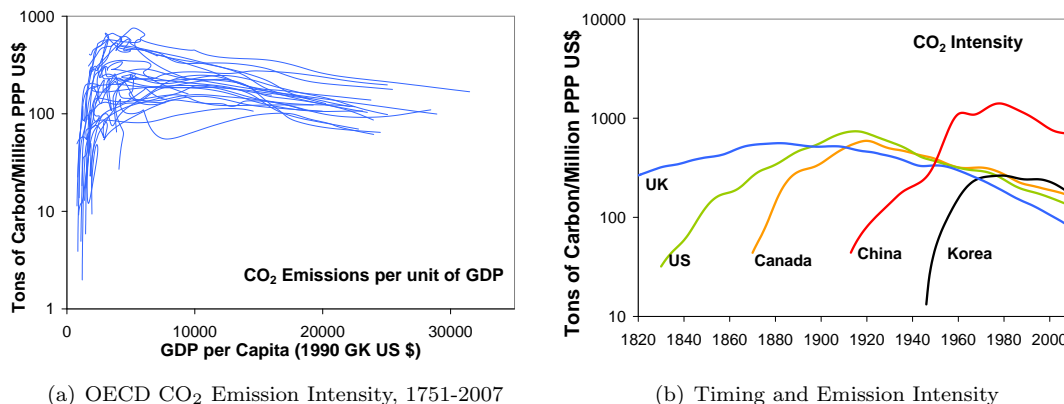 Tons of Carbon/Million PPP US$
1000
100
10
1
CO₂ Emissions per unit of GDP
0
10000
20000
30000
GDP per Capita (1990 GK US $)
(a) OECD CO₂ Emission Intensity, 1751-2007
Tons of Carbon/Million PPP US$
10000
1000
100
10
CO₂ Intensity
UK
US
Canada
China
Korea
1820 1840 1860 1880 1900 1920 1940 1960 1980 200
(b) Timing and Emission Intensity